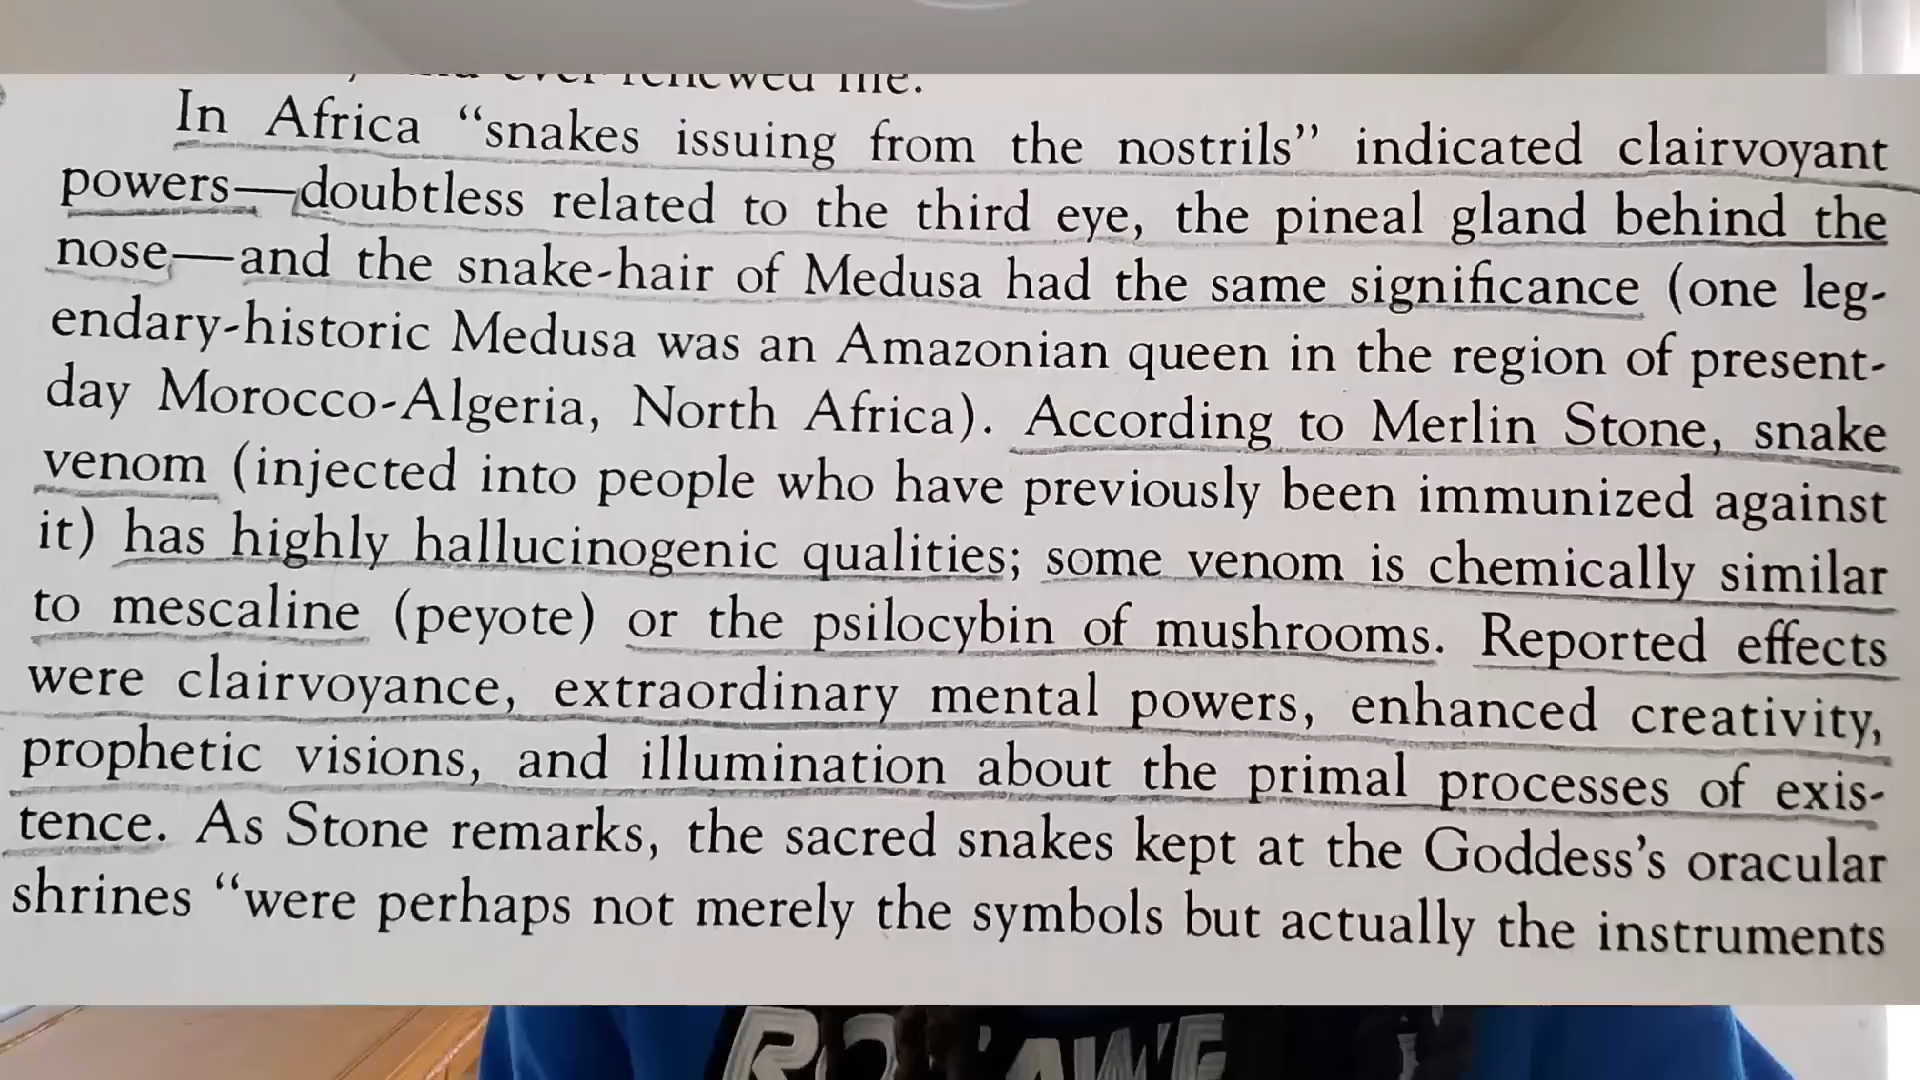 ever renewed life.
In Africa “snakes issuing from the nostrils” indicated clairvoyant
powers—doubtless related to the third eye, the pineal gland behind the
nose—and the snake-hair of Medusa had the same significance (one leg-
endary-historic Medusa was an Amazonian queen in the region of present-
day Morocco-Algeria, North Africa). According to Merlin Stone, snake
venom (injected into people who have previously been immunized against
it) has highly hallucinogenic qualities; some venom is chemically similar
to mescaline (peyote) or the psilocybin of mushrooms. Reported effects
were clairvoyance, extraordinary mental powers, enhanced creativity,
prophetic visions, and illumination about the primal processes of exis-
tence. As Stone remarks, the sacred snakes kept at the Goddess’s oracular
shrines “were perhaps not merely the symbols but actually the instruments